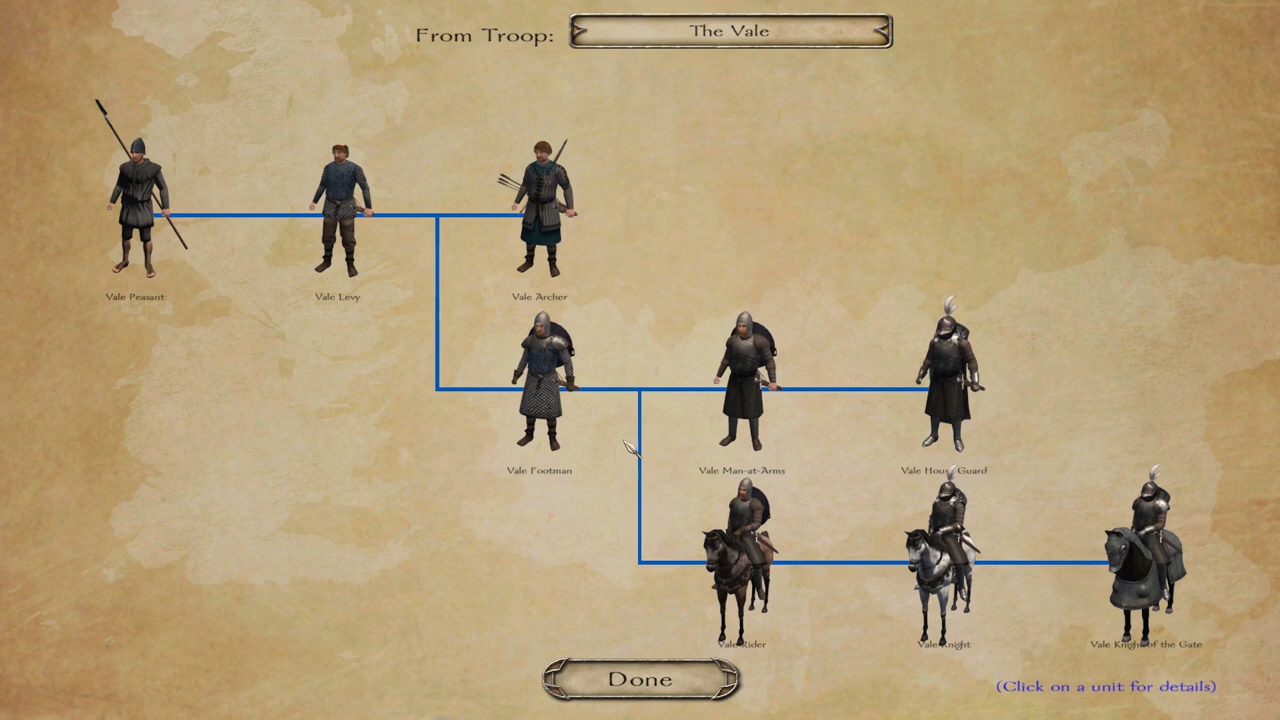 From Troop: The Vale
Vale Peasant Vale Levy Vale Archer
Vale Footman Vale Man-at-Arms Vale House Guard
Vale Rider Vale Knight Vale Knight of the Gate
Done
(Click on a unit for details)